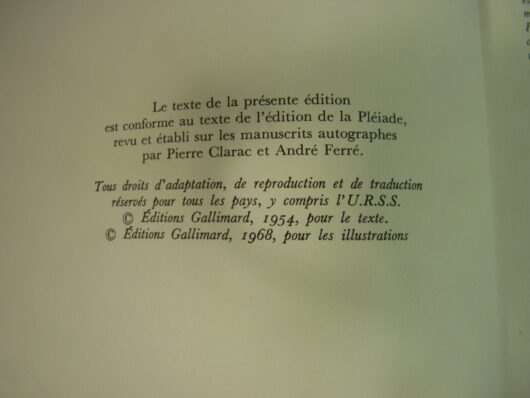 Le texte de la présente édition
est conforme au texte de l'édition de la Pléiade,
revu et établi sur les manuscrits autographes
par Pierre Clarac et André Ferré.
Tous droits d'adaptation, de reproduction et de traduction
réservés pour tous les pays, y compris l'U.R.S.S.
© Éditions Gallimard, 1954, pour le texte.
© Éditions Gallimard, 1968, pour les illustrations